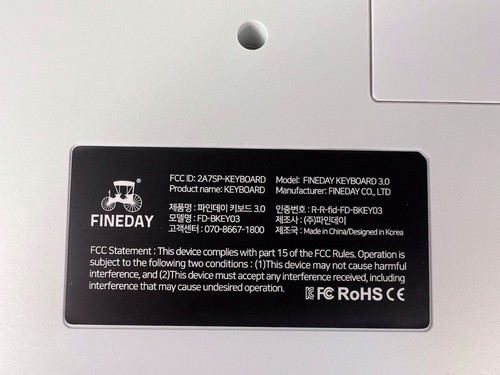 FINEDAY
FCC ID: 2A7SP-KEYBOARD
Product name: KEYBOARD
Model: FINEDAY KEYBOARD 3.0
Manufacturer: FINEDAY CO., LTD
제품명 : 파인데이 키보드 3.0
모델명 : FD-BKEY03
고객센터 : 070-8667-1800
인증번호 : R-R-fid-FD-BKEY03
제조사 : (주)파인데이
제조국 : Made in China/Designed in Korea
FCC Statement : This device complies with part 15 of the FCC Rules. Operation is
subject to the following two conditions : (1)This device may not cause harmful
interference, and (2)This device must accept any interference received, including
interference that may cause undesired operation.
FC RoHS CE